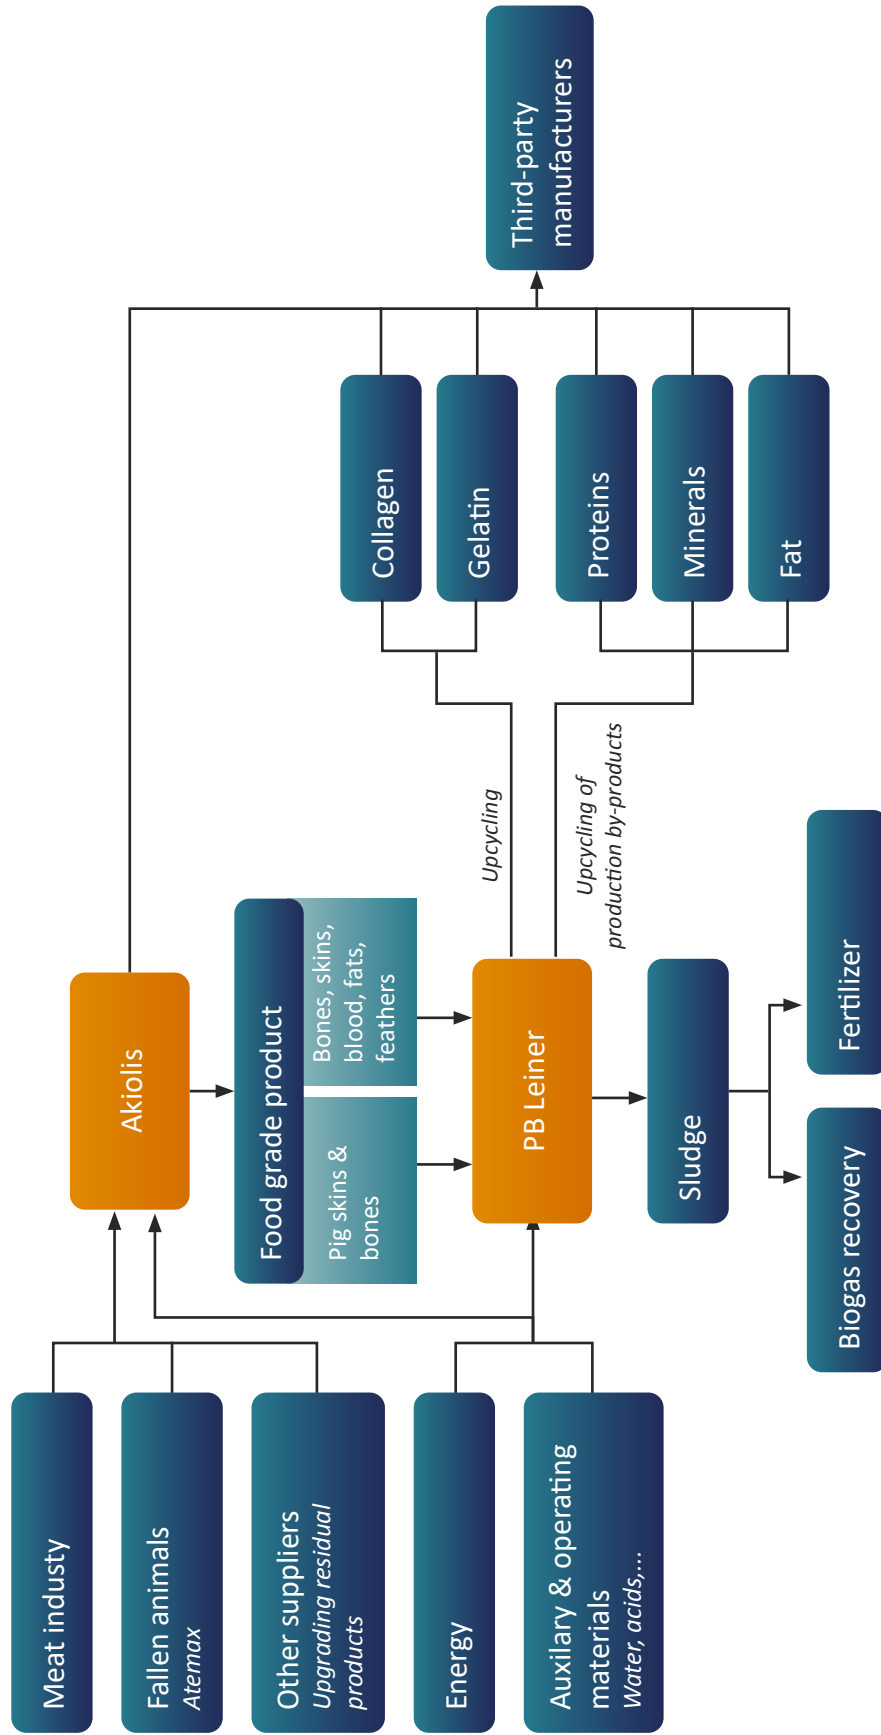 Meat industy
Fallen animals
Atemax
Other suppliers
Upgrading residual
products
Energy
Auxilary & operating
materials
Water, acids,...
Akiolis
Food grade product
Pig skins &
bones
Bones, skins,
blood, fats,
feathers
PB Leiner
Sludge
Biogas recovery
Fertilizer
Upcycling
Upcycling of
production by-products
Collagen
Gelatin
Proteins
Minerals
Fat
Third-party
manufacturers